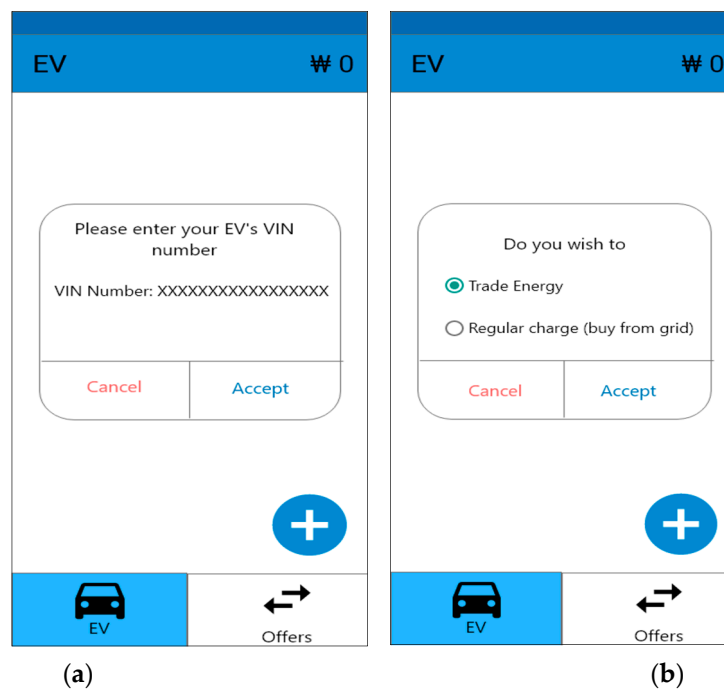 EV ₩ 0
Please enter your EV's VIN
number
VIN Number: XXXXXXXXXXXXXXXXX
Cancel Accept
EV Offers
(a)
EV ₩ 0
Do you wish to
Trade Energy
Regular charge (buy from grid)
Cancel Accept
EV Offers
(b)